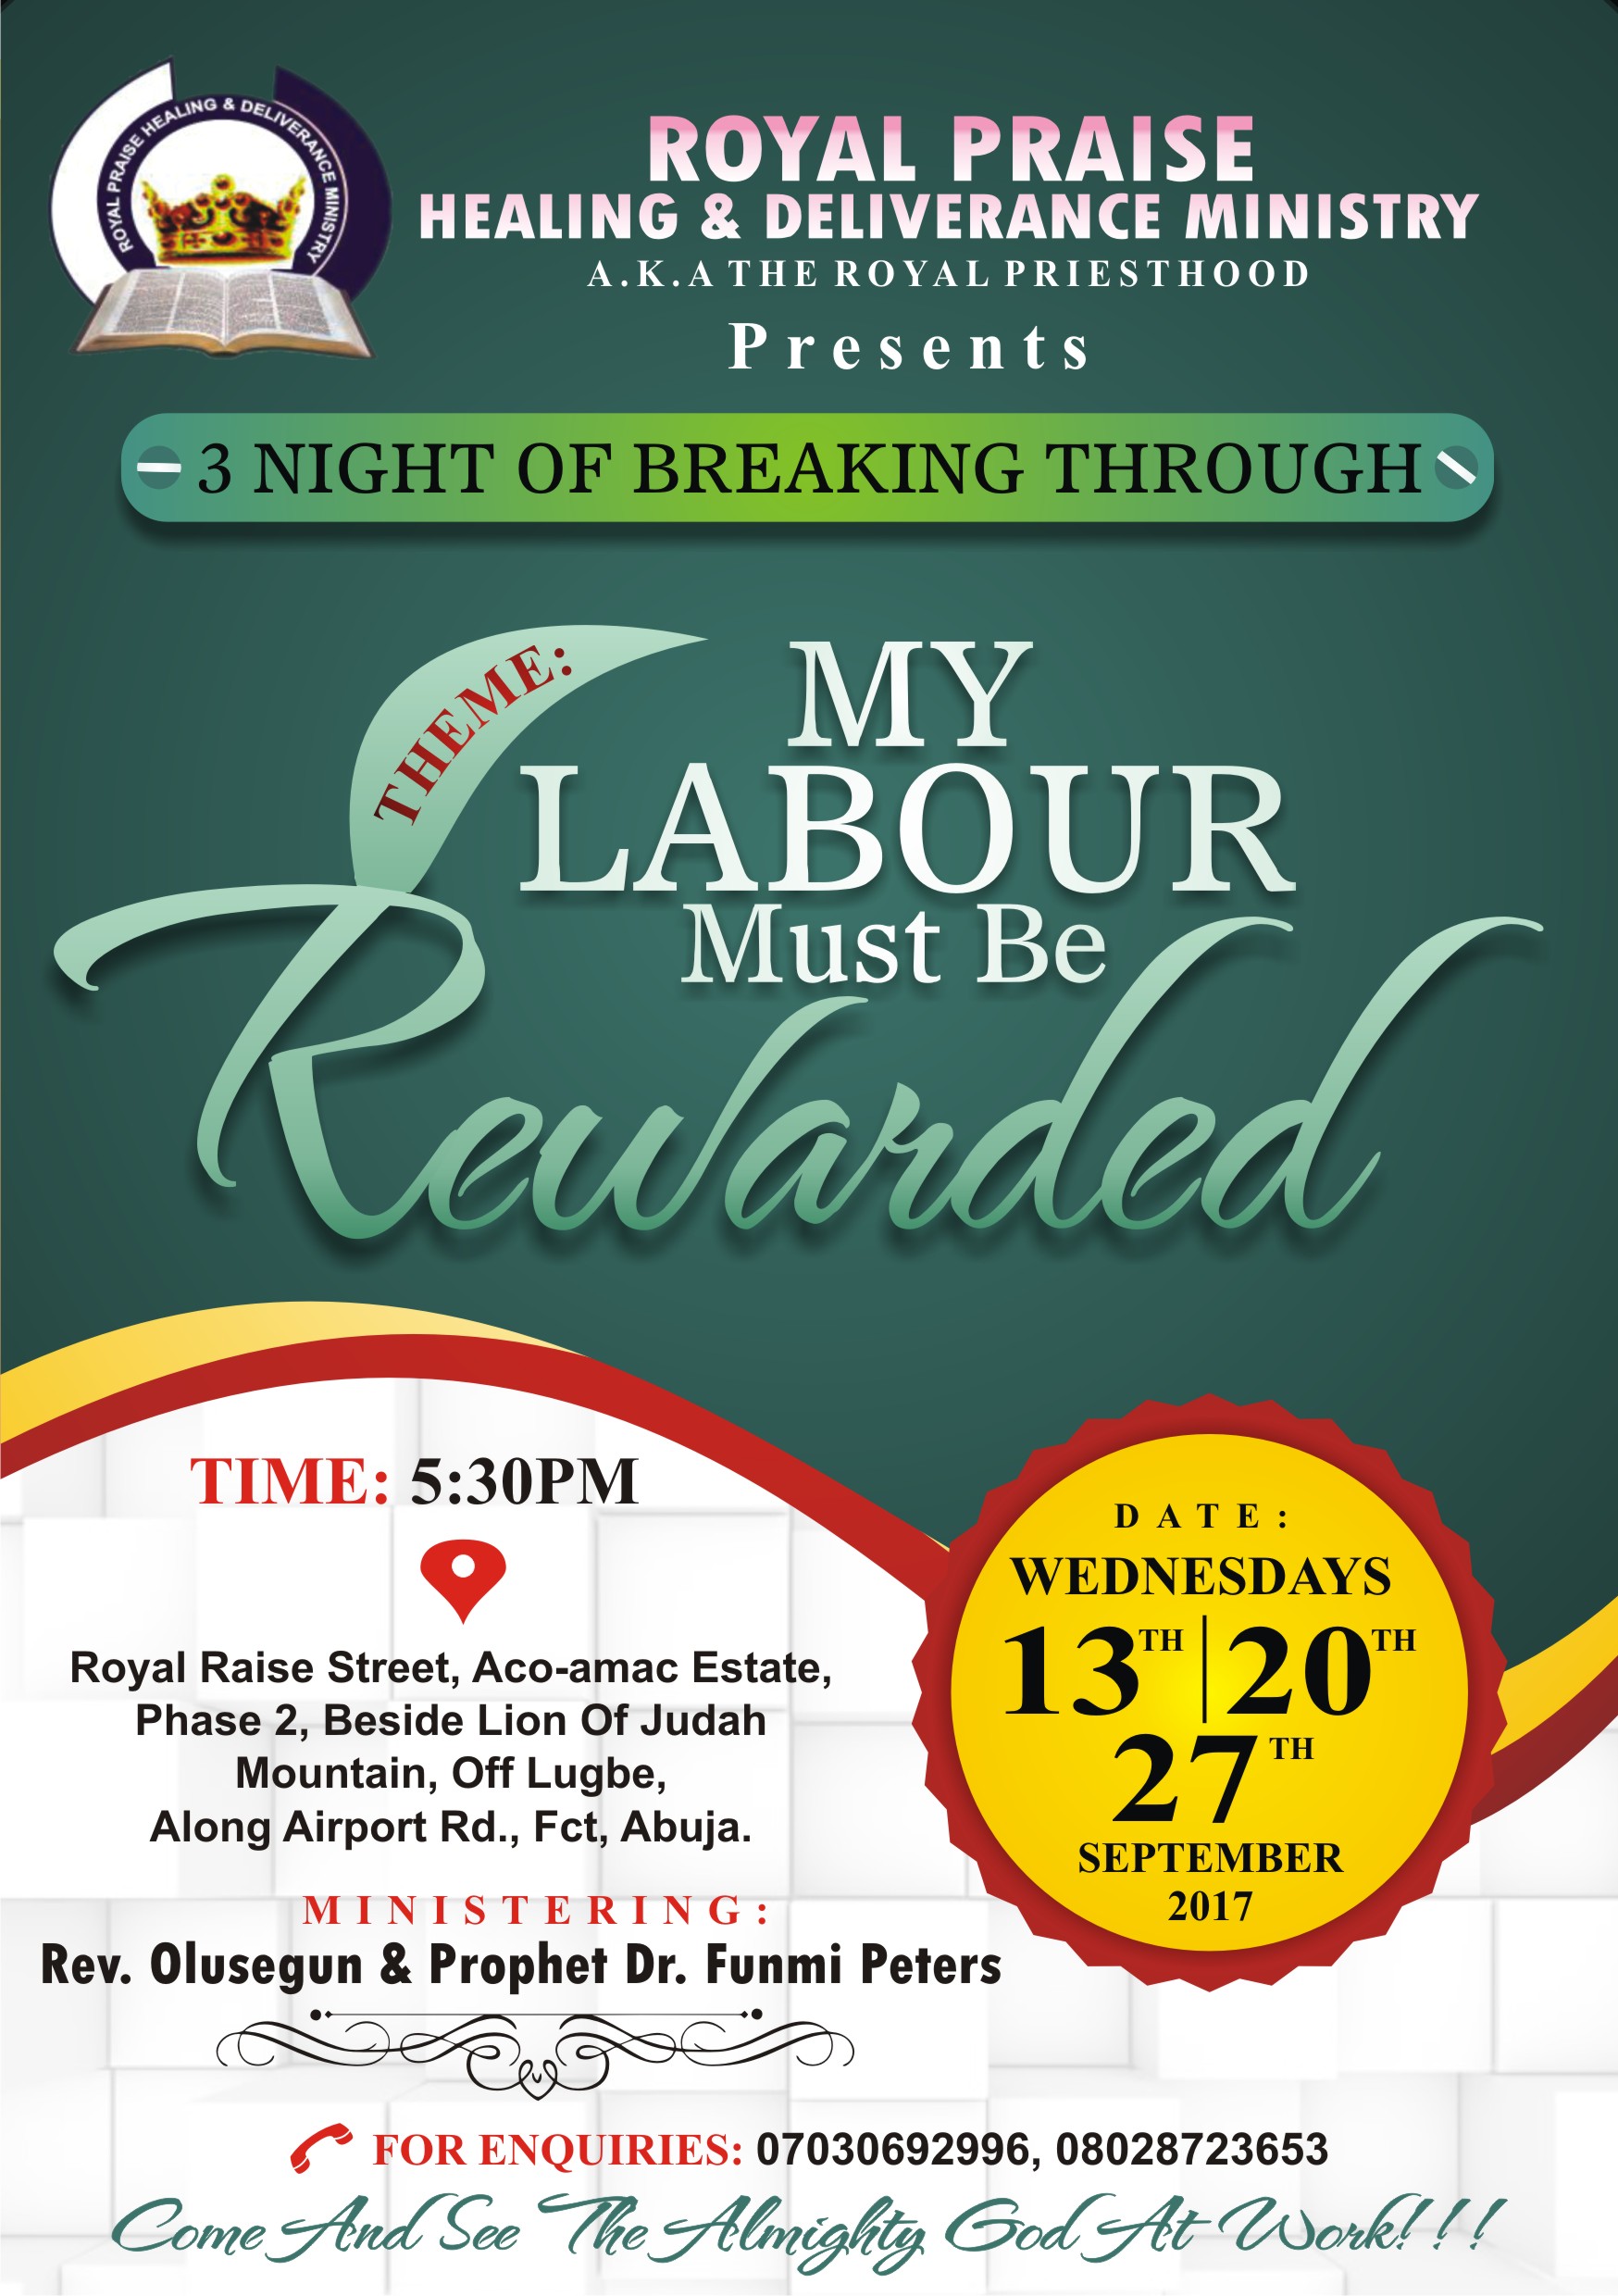 ROYAL PRAISE HEALING & DELIVERANCE MINISTRY
ROYAL PRAISE
HEALING & DELIVERANCE MINISTRY
A.K.A THE ROYAL PRIESTHOOD
Presents
3 NIGHT OF BREAKING THROUGH
THEME:
MY
LABOUR
Must Be
Rewarded
TIME: 5:30PM
Royal Raise Street, Aco-amac Estate,
Phase 2, Beside Lion Of Judah
Mountain, Off Lugbe,
Along Airport Rd., Fct, Abuja.
DATE:
WEDNESDAYS
13TH | 20TH
27TH
SEPTEMBER
2017
MINISTERING:
Rev. Olusegun & Prophet Dr. Funmi Peters
FOR ENQUIRIES: 07030692996, 08028723653
Come And See The Almighty God At Work!!!